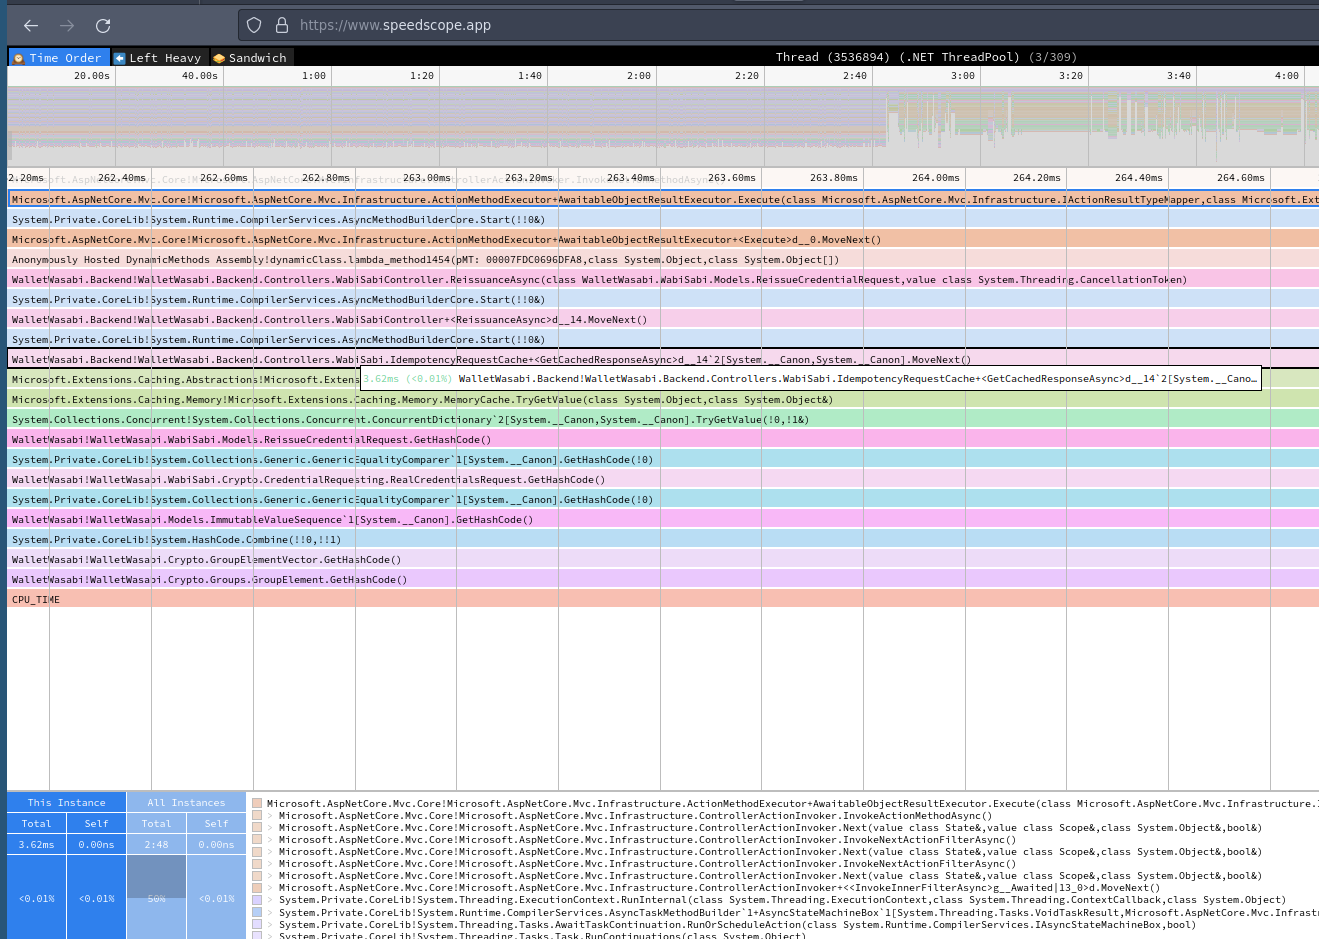 https://www.speedscope.app
Time Order Left Heavy Sandwich Thread (3536894) (.NET ThreadPool) (3/309)
20.00s 40.00s 1:00 1:20 1:40 2:00 2:20 2:40 3:00 3:20 3:40 4:00
2.20ms 262.40ms 262.60ms 262.80ms 263.00ms 263.20ms 263.40ms 263.60ms 263.80ms 264.00ms 264.20ms 264.40ms 264.60ms
Microsoft.AspNetCore.Mvc.Core!Microsoft.AspNetCore.Mvc.Infrastructure.ActionMethodExecutor+AwaitableObjectResultExecutor.Execute(class Microsoft.AspNetCore.Mvc.Infrastructure.IActionResultTypeMapper,class Microsoft.Ext
System.Private.CoreLib!System.Runtime.CompilerServices.AsyncMethodBuilderCore.Start(!!0&)
Microsoft.AspNetCore.Mvc.Core!Microsoft.AspNetCore.Mvc.Infrastructure.ActionMethodExecutor+AwaitableObjectResultExecutor+<Execute>d__0.MoveNext()
Anonymously Hosted DynamicMethods Assembly!dynamicClass.lambda_method1454(pMT: 00007FDC0696DFA8,class System.Object,class System.Object[])
WalletWasabi.Backend!WalletWasabi.Backend.Controllers.WabiSabiController.ReissuanceAsync(class WalletWasabi.WabiSabi.Models.ReissueCredentialRequest,value class System.Threading.CancellationToken)
System.Private.CoreLib!System.Runtime.CompilerServices.AsyncMethodBuilderCore.Start(!!0&)
WalletWasabi.Backend!WalletWasabi.Backend.Controllers.WabiSabiController+<ReissuanceAsync>d__14.MoveNext()
System.Private.CoreLib!System.Runtime.CompilerServices.AsyncMethodBuilderCore.Start(!!0&)
WalletWasabi.Backend!WalletWasabi.Backend.Controllers.WabiSabi.IdempotencyRequestCache+<GetCachedResponseAsync>d__14`2[System.__Canon,System.__Canon].MoveNext()
Microsoft.Extensions.Caching.Abstractions!Microsoft.Extens
3.62ms (<0.01%) WalletWasabi.Backend!WalletWasabi.Backend.Controllers.WabiSabi.IdempotencyRequestCache+<GetCachedResponseAsync>d__14`2[System.__Cano…
Microsoft.Extensions.Caching.Memory!Microsoft.Extensions.Caching.Memory.MemoryCache.TryGetValue(class System.Object,class System.Object&)
System.Collections.Concurrent!System.Collections.Concurrent.ConcurrentDictionary`2[System.__Canon,System.__Canon].TryGetValue(!0,!1&)
WalletWasabi!WalletWasabi.WabiSabi.Models.ReissueCredentialRequest.GetHashCode()
System.Private.CoreLib!System.Collections.Generic.GenericEqualityComparer`1[System.__Canon].GetHashCode(!0)
WalletWasabi!WalletWasabi.WabiSabi.Crypto.CredentialRequesting.RealCredentialsRequest.GetHashCode()
System.Private.CoreLib!System.Collections.Generic.GenericEqualityComparer`1[System.__Canon].GetHashCode(!0)
WalletWasabi!WalletWasabi.Models.ImmutableValueSequence`1[System.__Canon].GetHashCode()
System.Private.CoreLib!System.HashCode.Combine(!!0,!!1)
WalletWasabi!WalletWasabi.Crypto.GroupElementVector.GetHashCode()
WalletWasabi!WalletWasabi.Crypto.Groups.GroupElement.GetHashCode()
CPU_TIME
This Instance All Instances
Total Self Total Self
3.62ms 0.00ns 2:48 0.00ns
<0.01% <0.01% 50% <0.01%
Microsoft.AspNetCore.Mvc.Core!Microsoft.AspNetCore.Mvc.Infrastructure.ActionMethodExecutor+AwaitableObjectResultExecutor.Execute(class Microsoft.AspNetCore.Mvc.Infrastructure.I
> Microsoft.AspNetCore.Mvc.Core!Microsoft.AspNetCore.Mvc.Infrastructure.ControllerActionInvoker.InvokeActionMethodAsync()
> Microsoft.AspNetCore.Mvc.Core!Microsoft.AspNetCore.Mvc.Infrastructure.ControllerActionInvoker.Next(value class State&,value class Scope&,class System.Object&,bool&)
> Microsoft.AspNetCore.Mvc.Core!Microsoft.AspNetCore.Mvc.Infrastructure.ControllerActionInvoker.InvokeNextActionFilterAsync()
> Microsoft.AspNetCore.Mvc.Core!Microsoft.AspNetCore.Mvc.Infrastructure.ControllerActionInvoker.Next(value class State&,value class Scope&,class System.Object&,bool&)
> Microsoft.AspNetCore.Mvc.Core!Microsoft.AspNetCore.Mvc.Infrastructure.ControllerActionInvoker.InvokeNextActionFilterAsync()
> Microsoft.AspNetCore.Mvc.Core!Microsoft.AspNetCore.Mvc.Infrastructure.ControllerActionInvoker.Next(value class State&,value class Scope&,class System.Object&,bool&)
> Microsoft.AspNetCore.Mvc.Core!Microsoft.AspNetCore.Mvc.Infrastructure.ControllerActionInvoker+<<InvokeInnerFilterAsync>g__Awaited|13_0>d.MoveNext()
> System.Private.CoreLib!System.Threading.ExecutionContext.RunInternal(class System.Threading.ExecutionContext,class System.Threading.ContextCallback,class System.Object)
> System.Private.CoreLib!System.Runtime.CompilerServices.AsyncTaskMethodBuilder`1+AsyncStateMachineBox`1[System.Threading.Tasks.VoidTaskResult,Microsoft.AspNetCore.Mvc.Infrastr
> System.Private.CoreLib!System.Threading.Tasks.AwaitTaskContinuation.RunOrScheduleAction(class System.Runtime.CompilerServices.IAsyncStateMachineBox,bool)
> System.Private.CoreLib!System.Threading.Tasks.Task.RunContinuations(class System.Object)